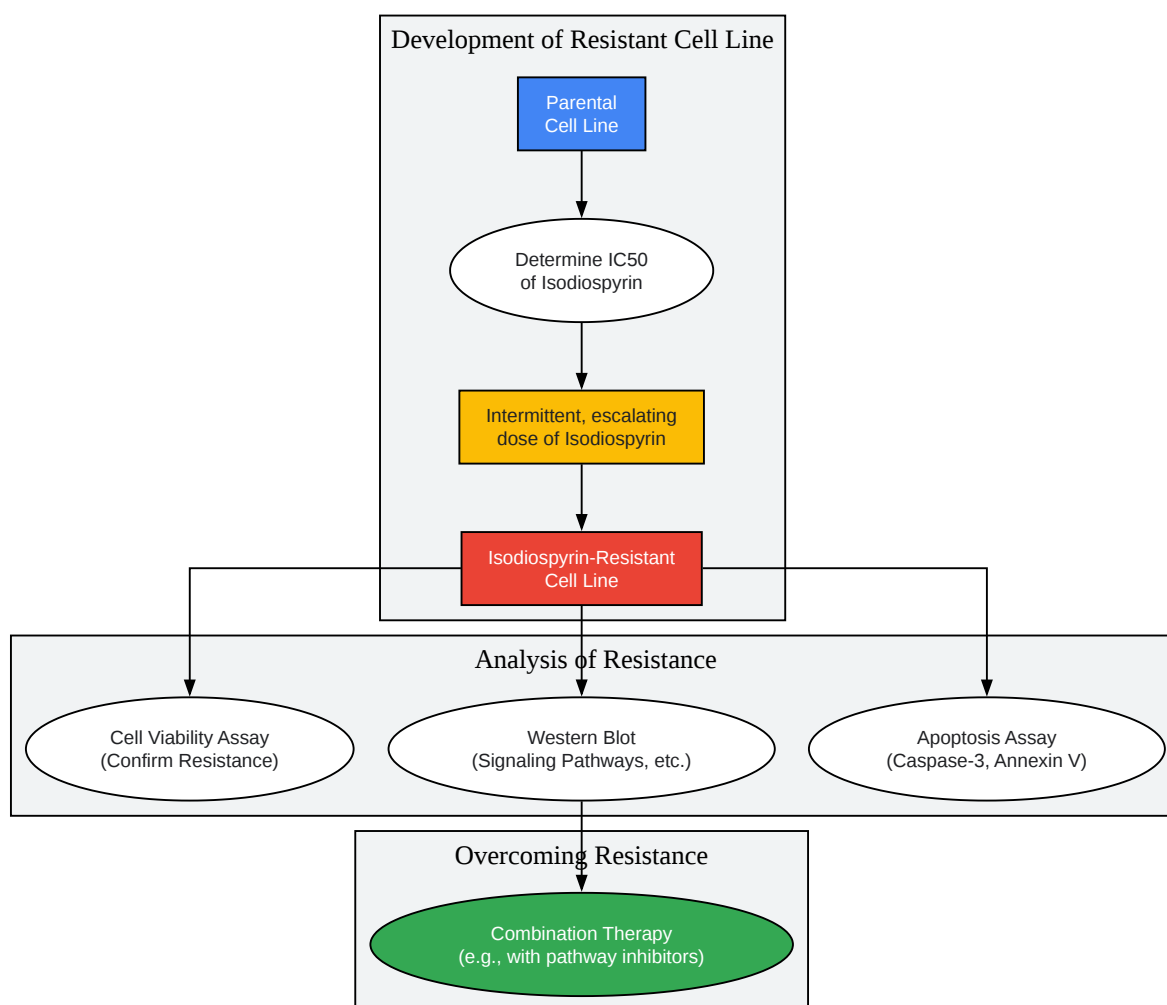 Development of Resistant Cell Line
Parental
Cell Line
Determine IC50
of Isodiospyrin
Intermittent, escalating
dose of Isodiospyrin
Isodiospyrin-Resistant
Cell Line
Analysis of Resistance
Cell Viability Assay
(Confirm Resistance)
Western Blot
(Signaling Pathways, etc.)
Apoptosis Assay
(Caspase-3, Annexin V)
Overcoming Resistance
Combination Therapy
(e.g., with pathway inhibitors)